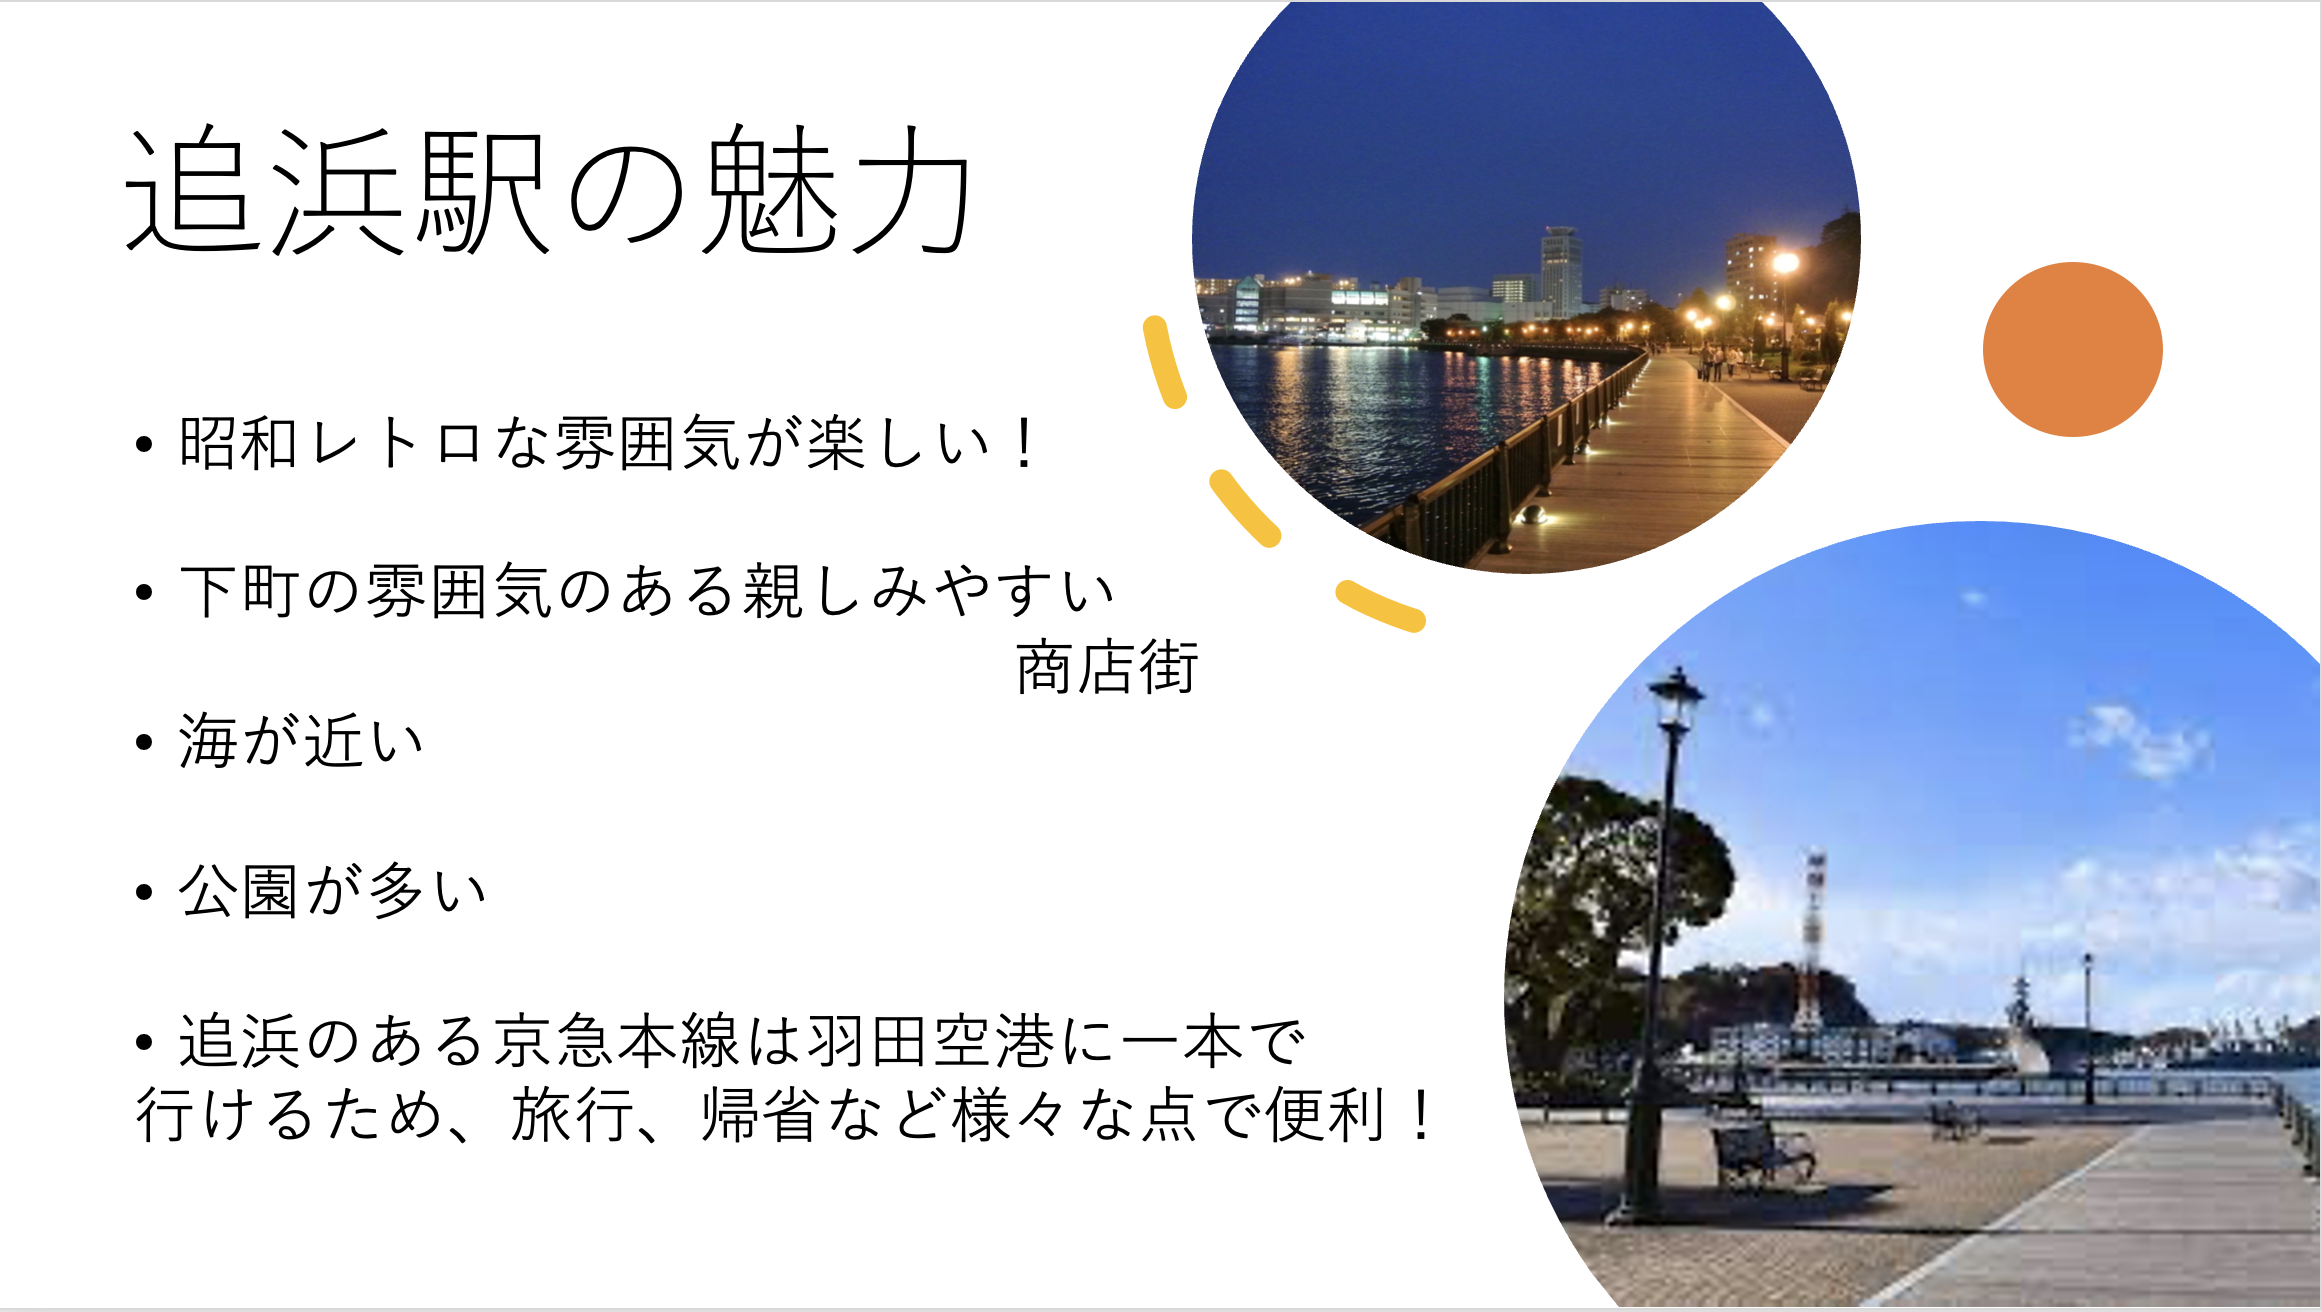 追浜駅の魅力
• 昭和レトロな雰囲気が楽しい！
• 下町の雰囲気のある親しみやすい
商店街
• 海が近い
• 公園が多い
• 追浜のある京急本線は羽田空港に一本で
行けるため、旅行、帰省など様々な点で便利！